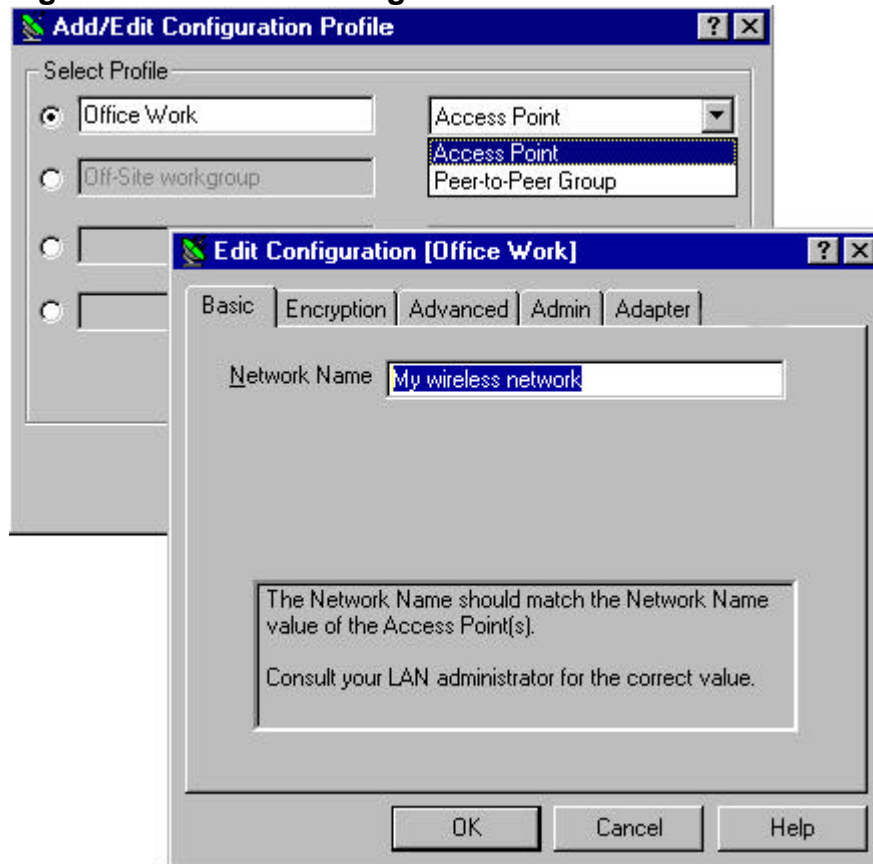 Add/Edit Configuration Profile
Select Profile
Office Work
Access Point
Access Point
Peer-to-Peer Group
Off-Site workgroup
Edit Configuration [Office Work]
Basic Encryption Advanced Admin Adapter
Network Name My wireless network
The Network Name should match the Network Name
value of the Access Point(s).
Consult your LAN administrator for the correct value.
OK Cancel Help